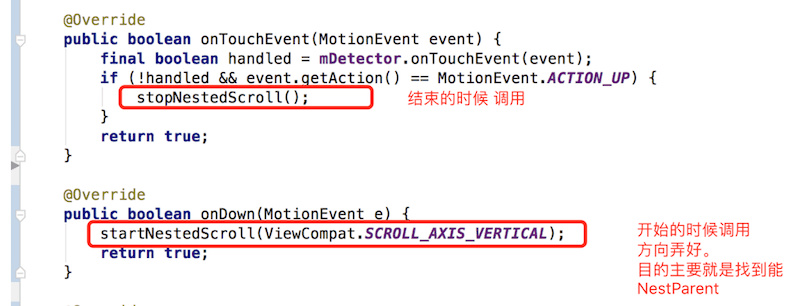 @Override
public boolean onTouchEvent(MotionEvent event) {
final boolean handled = mDetector.onTouchEvent(event);
if (!handled && event.getAction() == MotionEvent.ACTION_UP) {
stopNestedScroll(); 结束的时候 调用
}
return true;
}
@Override
public boolean onDown(MotionEvent e) {
startNestedScroll(ViewCompat.SCROLL_AXIS_VERTICAL);
return true;
}
开始的时候调用
方向弄好。
目的主要就是找到能
NestParent